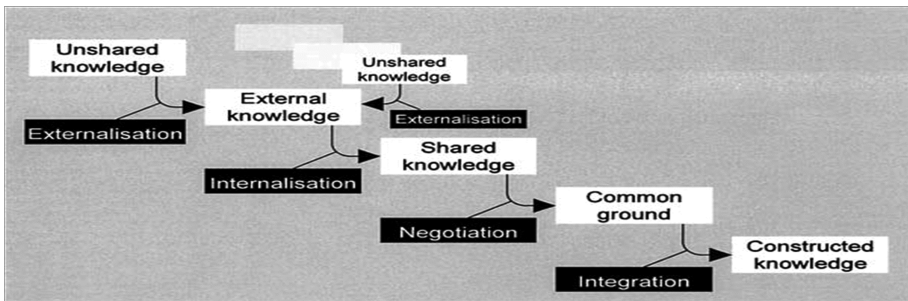 Unshared
knowledge
Unshared
knowledge
External
knowledge
Externalisation
Externalisation
Shared
knowledge
Internalisation
Common
ground
Negotiation
Constructed
knowledge
Integration